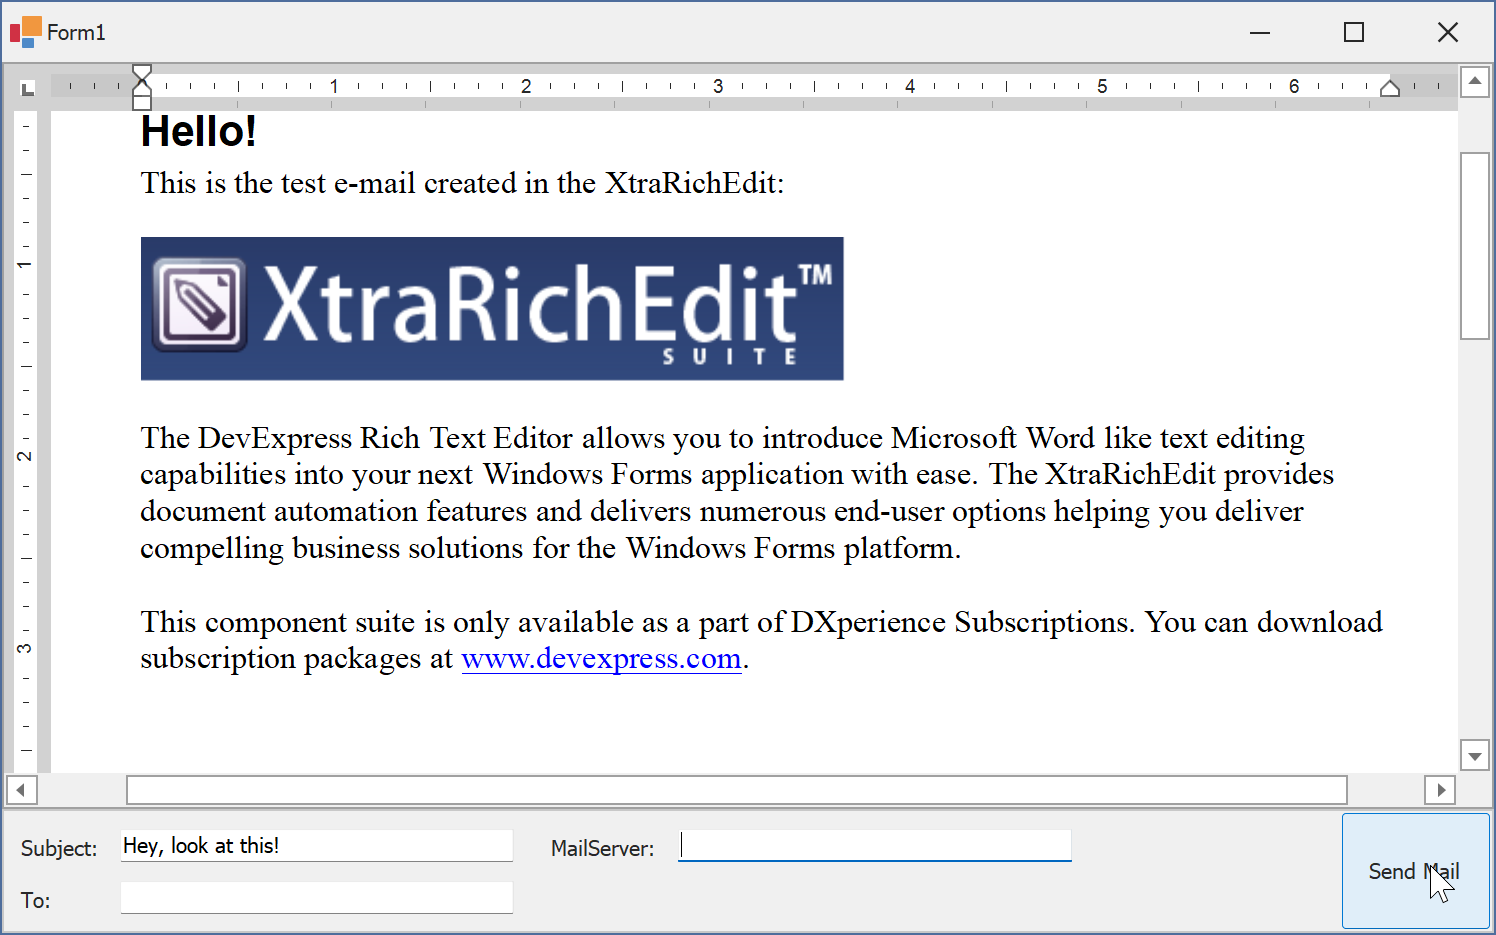 Form1
1 2 3 4 5 6
Hello!
This is the test e-mail created in the XtraRichEdit:
XtraRichEdit™
SUITE
The DevExpress Rich Text Editor allows you to introduce Microsoft Word like text editing
capabilities into your next Windows Forms application with ease. The XtraRichEdit provides
document automation features and delivers numerous end-user options helping you deliver
compelling business solutions for the Windows Forms platform.
This component suite is only available as a part of DXperience Subscriptions. You can download
subscription packages at www.devexpress.com.
1
2
3
Subject: Hey, look at this! MailServer:
To:
Send Mail